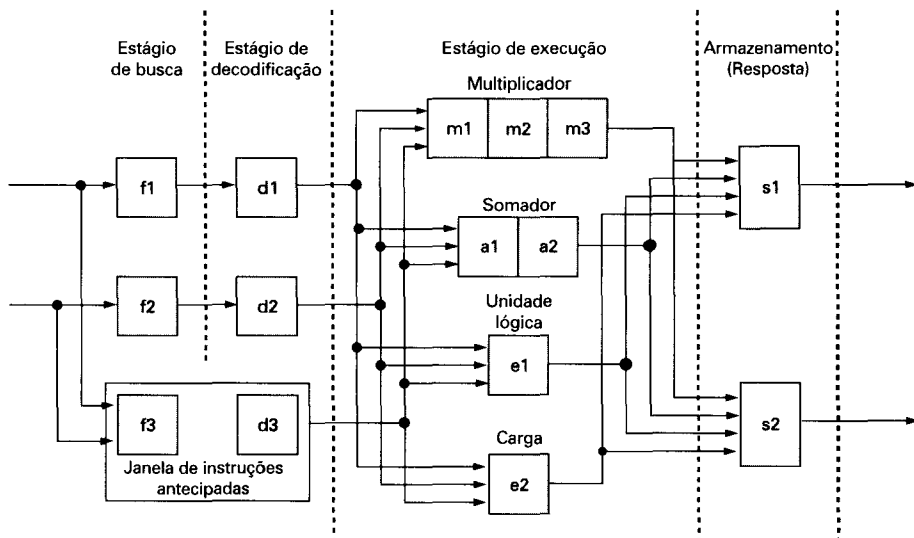 Estágio
de busca
Estágio de
decodificação
Estágio de execução
Armazenamento
(Resposta)
Multiplicador
m1 m2 m3
f1
d1
s1
Somador
a1 a2
f2
d2
Unidade
lógica
e1
f3
d3
s2
Janela de instruções
antecipadas
Carga
e2